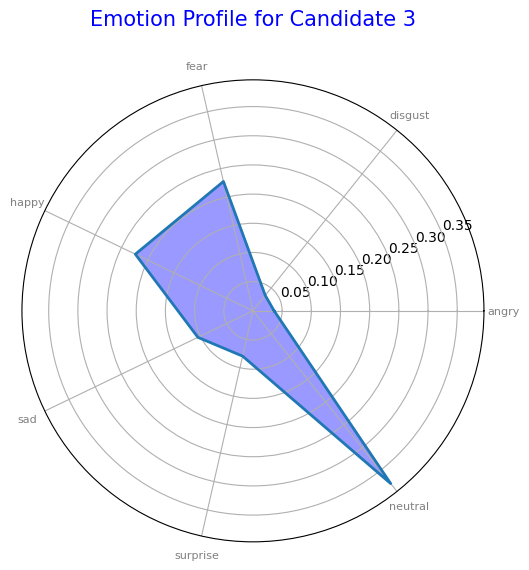 Emotion Profile for Candidate 3
fear
disgust
happy
0.35
0.30
0.25
0.20
0.15
0.10
0.05
angry
sad
neutral
surprise